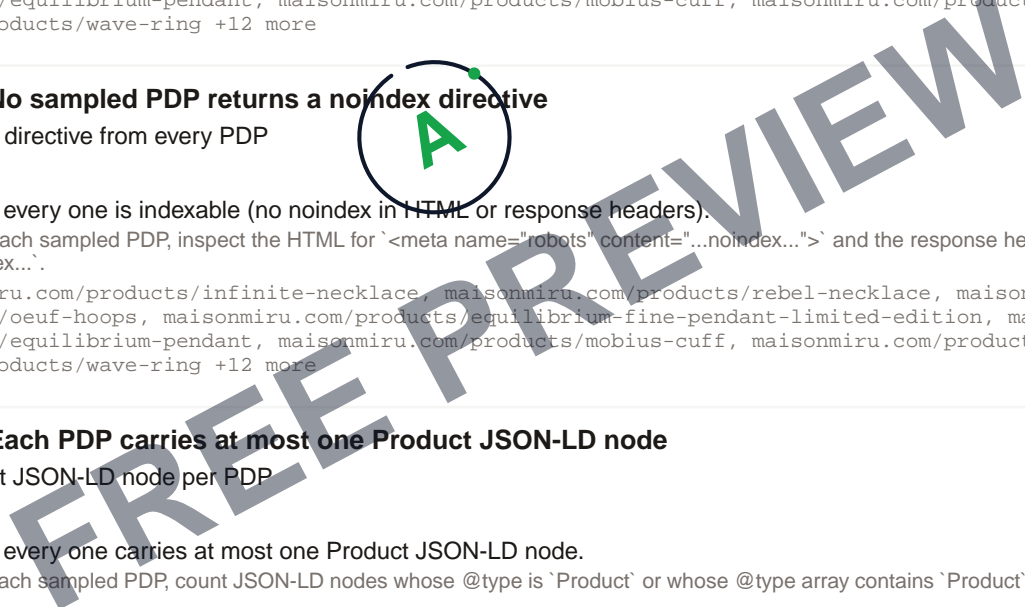 /equilibrium-pendant, maisonmiru.com/products/mobius-cuff, maisonmiru.com/product
oducts/wave-ring +12 more
No sampled PDP returns a noindex directive
directive from every PDP
A
every one is indexable (no noindex in HTML or response headers).
ach sampled PDP, inspect the HTML for `<meta name="robots" content="...noindex...">` and the response he
ex...`.
ru.com/products/infinite-necklace, maisonmiru.com/products/rebel-necklace, maison
/oeuf-hoops, maisonmiru.com/products/equilibrium-fine-pendant-limited-edition, ma
/equilibrium-pendant, maisonmiru.com/products/mobius-cuff, maisonmiru.com/product
oducts/wave-ring +12 more
FREE PREVIEW
Each PDP carries at most one Product JSON-LD node
t JSON-LD node per PDP
every one carries at most one Product JSON-LD node.
ach sampled PDP, count JSON-LD nodes whose @type is `Product` or whose @type array contains `Product`